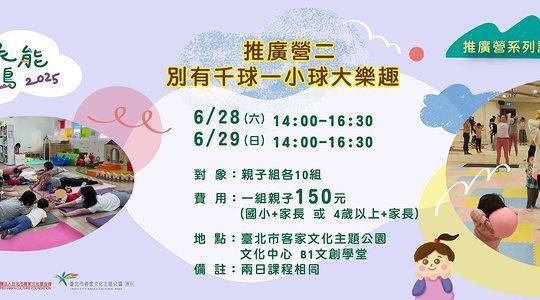 能
2025
推廣營二
別有千球一小球大樂趣
推廣營系列
6/28(六) 14:00-16:30
6/29(日) 14:00-16:30
對 象：親子組各10組
費 用：一組親子150元
(國小+家長 或 4歲以上+家長)
地 點：臺北市客家文化主題公園
文化中心 B1文創學堂
備 註：兩日課程相同
臺北市客家文化主題公園